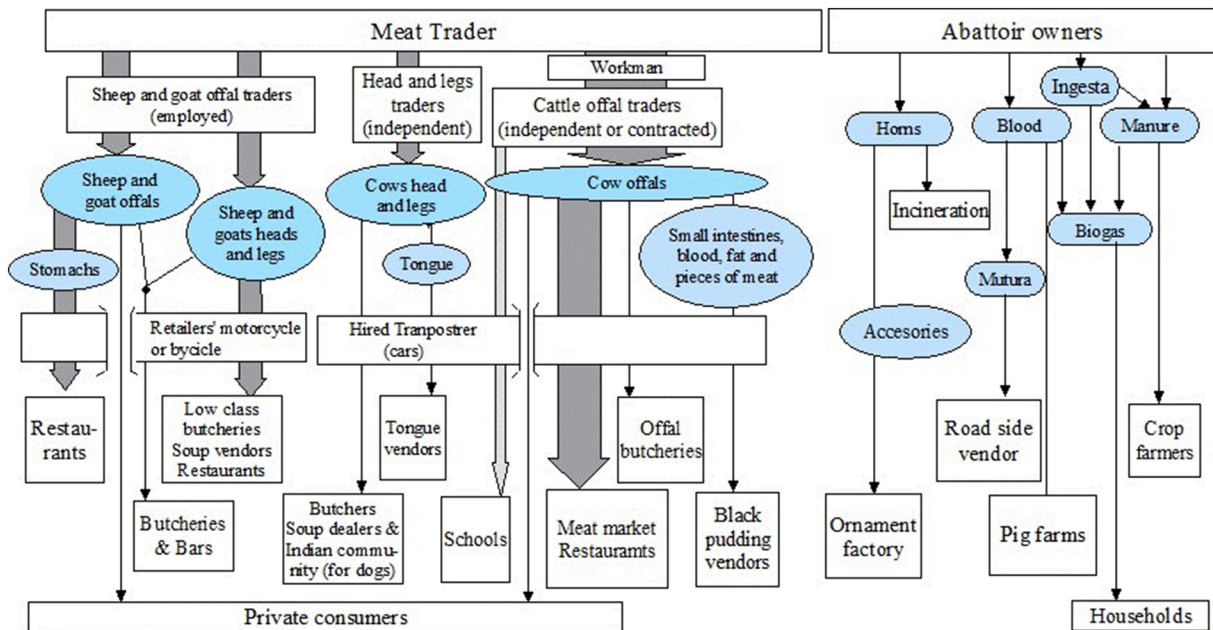 Meat Trader
Abattoir owners
Workman
Sheep and goat offal traders
(employed)
Head and legs
traders
(independent)
Cattle offal traders
(independent or contracted)
Ingesta
Horns
Blood
Manure
Sheep and
goat offals
Cows head
and legs
Cow offals
Sheep and
goats heads
and legs
Incineration
Biogas
Small intestines,
blood, fat and
pieces of meat
Stomachs
Tongue
Mutura
Retailers' motorcycle
or bycicle
Hired Tranpostrer
(cars)
Accesories
Restau-
rants
Low class
butcheries
Soup vendors
Restaurants
Tongue
vendors
Offal
butcheries
Road side
vendor
Crop
farmers
Butcheries
& Bars
Butchers
Soup dealers &
Indian commu-
nity (for dogs)
Schools
Meat market
Restauramts
Black
pudding
vendors
Ornament
factory
Pig farms
Private consumers
Households